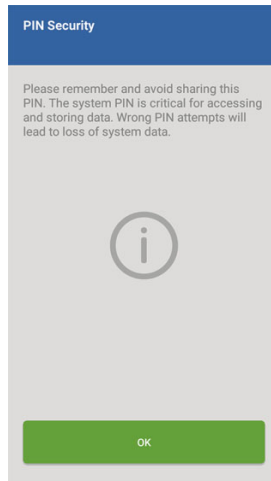 PIN Security
Please remember and avoid sharing this
PIN. The system PIN is critical for accessing
and storing data. Wrong PIN attempts will
lead to loss of system data.
OK